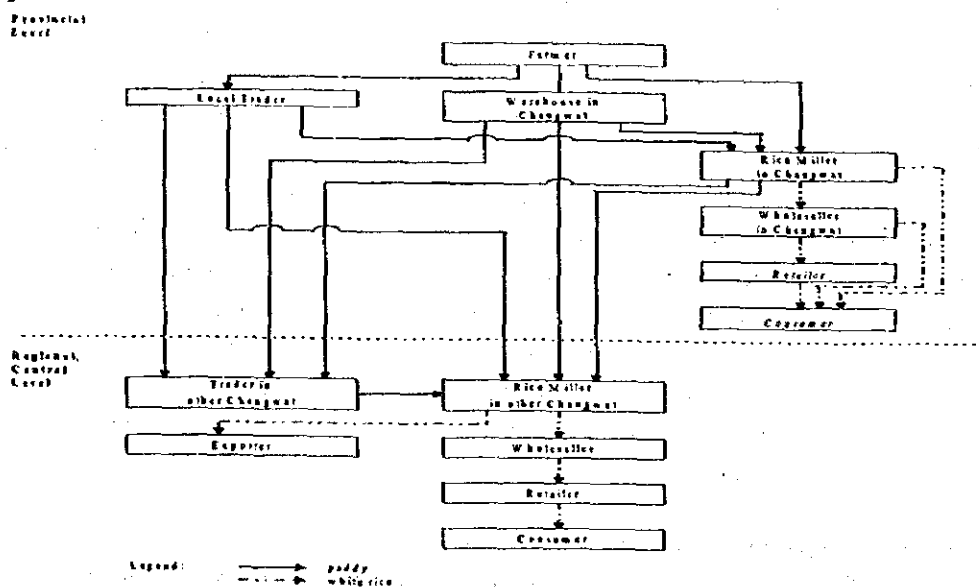 Provincial
Level
Farmer
Local Trader
Warehouse in
Changwat
Rice Miller
in Changwat
Wholesaller
in Changwat
Retailer
Consumer
Regional,
Central
Level
Trader in
other Changwat
Rice Miller
in other Changwat
Exporter
Wholesaller
Retailer
Consumer
Legend:
paddy
white rice